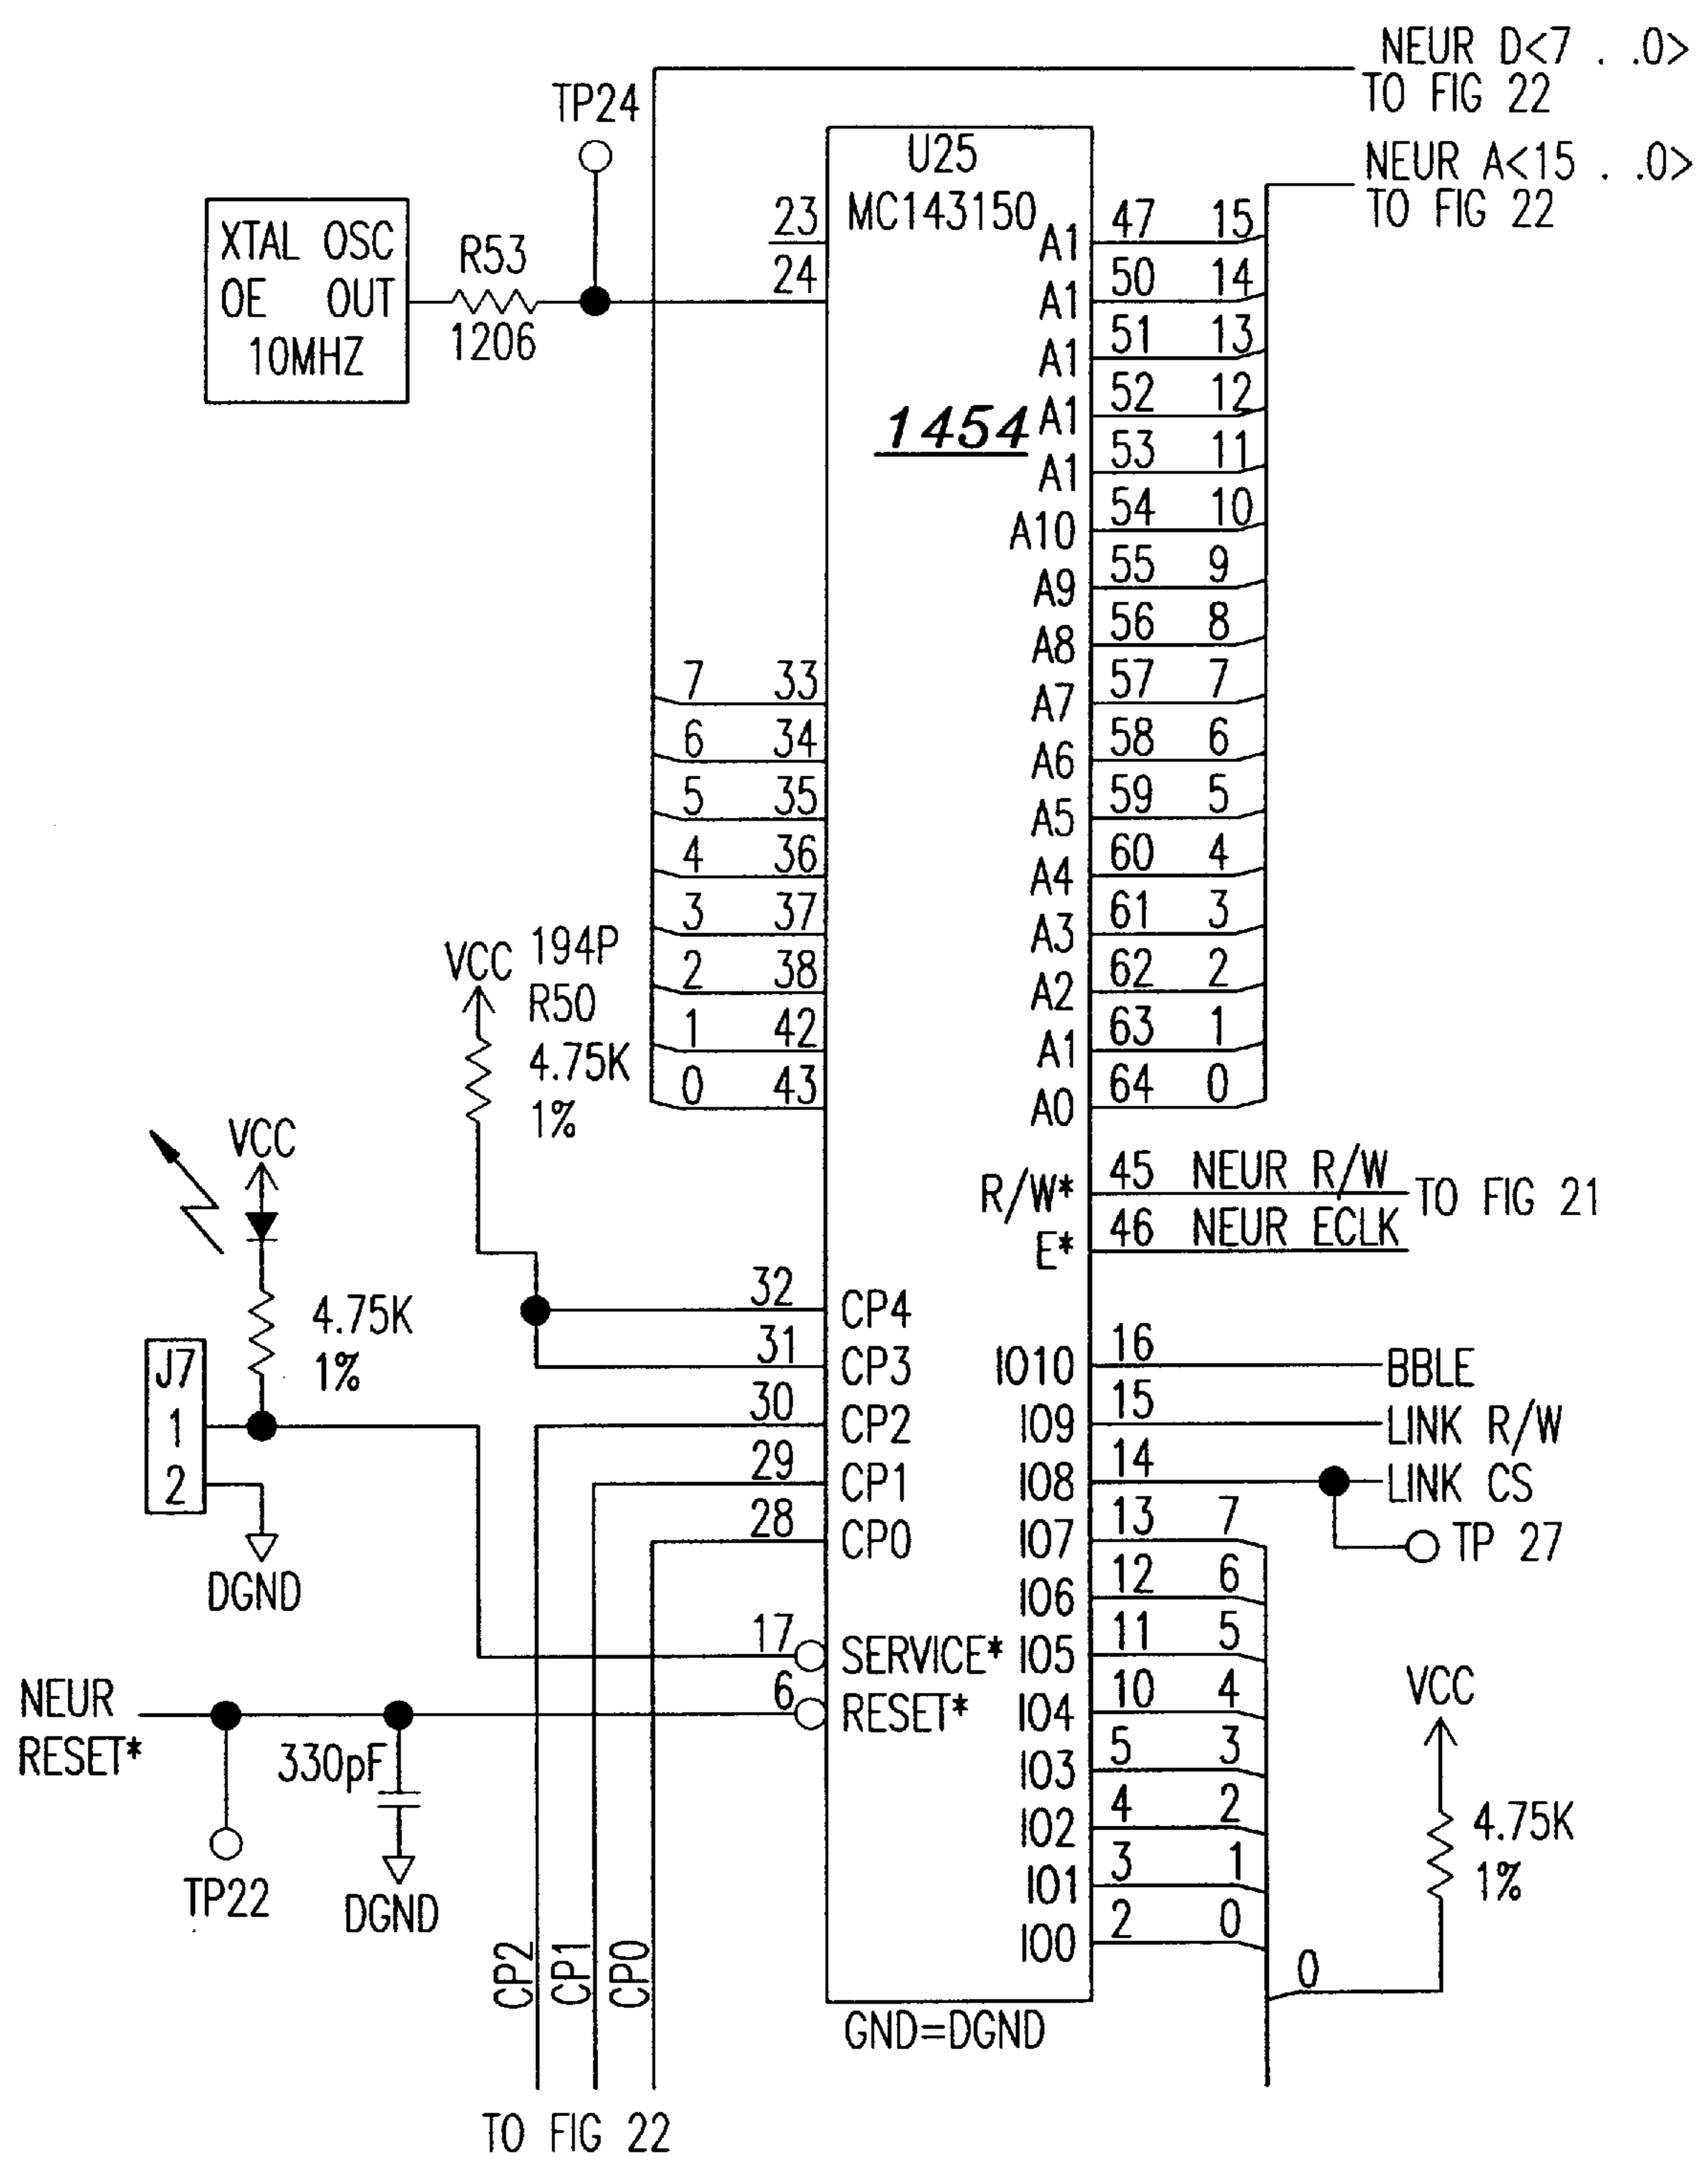 NEUR D<7 . .0>
TO FIG 22
NEUR A<15 . .0>
TO FIG 22
TP24
U25
MC143150
1454
XTAL OSC
OE OUT
10MHZ
R53
1206
23
24
A1 47 15
A1 50 14
A1 51 13
A1 52 12
A1 53 11
A10 54 10
A9 55 9
A8 56 8
A7 57 7
A6 58 6
A5 59 5
A4 60 4
A3 61 3
A2 62 2
A1 63 1
A0 64 0
7 33
6 34
5 35
4 36
3 37
2 38
1 42
0 43
VCC
194P
R50
4.75K
1%
VCC
4.75K
1%
J7
1
2
DGND
R/W* 45 NEUR R/W
E* 46 NEUR ECLK
TO FIG 21
32 CP4
31 CP3
30 CP2
29 CP1
28 CP0
17 SERVICE*
6 RESET*
IO10 16 BBLE
IO9 15 LINK R/W
IO8 14 LINK CS
TP 27
IO7 13 7
IO6 12 6
IO5 11 5
IO4 10 4
IO3 5 3
IO2 4 2
IO1 3 1
IO0 2 0
NEUR
RESET*
TP22
330pF
DGND
VCC
4.75K
1%
0
CP2
CP1
CP0
GND=DGND
TO FIG 22